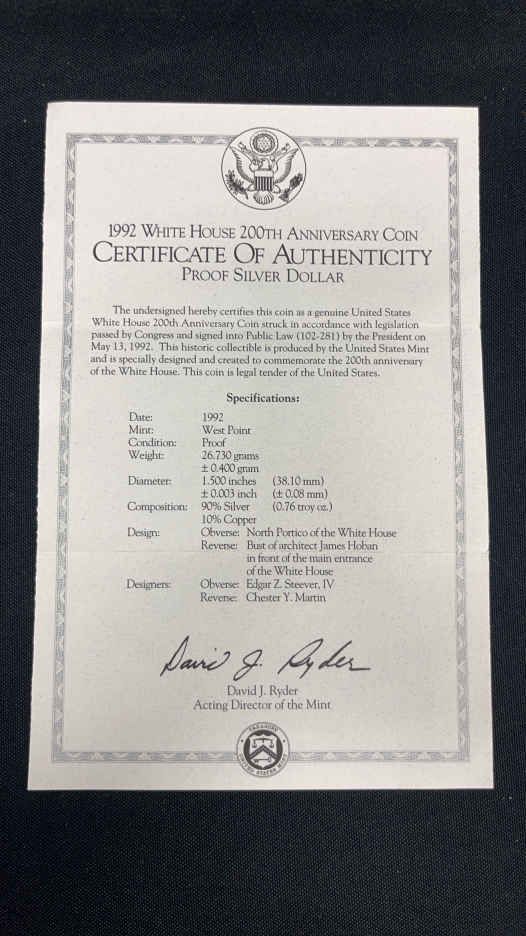 1992 White House 200th Anniversary Coin
Certificate Of Authenticity
Proof Silver Dollar
The undersigned hereby certifies this coin as a genuine United States
White House 200th Anniversary Coin struck in accordance with legislation
passed by Congress and signed into Public Law (102-281) by the President on
May 13, 1992. This historic collectible is produced by the United States Mint
and is specially designed and created to commemorate the 200th anniversary
of the White House. This coin is legal tender of the United States.
Specifications:
Date: 1992
Mint: West Point
Condition: Proof
Weight: 26.730 grams
± 0.400 gram
Diameter: 1.500 inches (38.10 mm)
± 0.003 inch (± 0.08 mm)
Composition: 90% Silver (0.76 troy oz.)
10% Copper
Design: Obverse: North Portico of the White House
Reverse: Bust of architect James Hoban
in front of the main entrance
of the White House
Designers: Obverse: Edgar Z. Steever, IV
Reverse: Chester Y. Martin
David J. Ryder
David J. Ryder
Acting Director of the Mint
UNITED STATES MINT